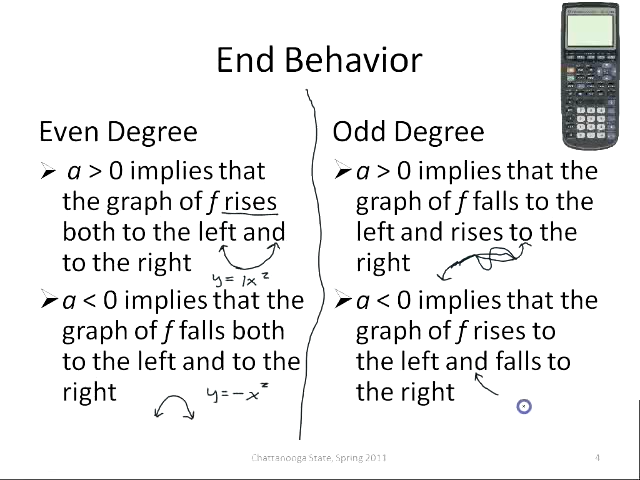 End Behavior
Even Degree
➢ a > 0 implies that
the graph of f rises
both to the left and
to the right
y = 1x²
➢ a < 0 implies that the
graph of f falls both
to the left and to the
right
y = -x²
Odd Degree
➢ a > 0 implies that the
graph of f falls to the
left and rises to the
right
➢ a < 0 implies that the
graph of f rises to
the left and falls to
the right
Chattanooga State, Spring 2011
4